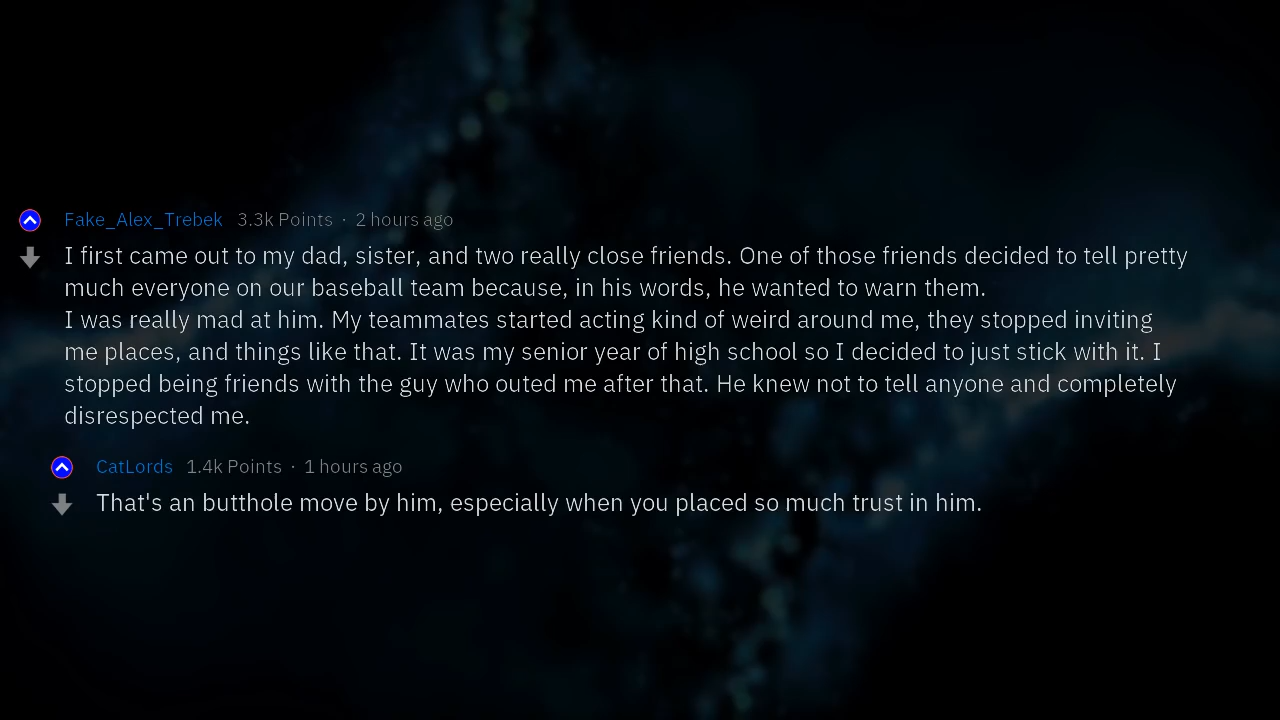 Fake_Alex_Trebek 3.3k Points · 2 hours ago
I first came out to my dad, sister, and two really close friends. One of those friends decided to tell pretty
much everyone on our baseball team because, in his words, he wanted to warn them.
I was really mad at him. My teammates started acting kind of weird around me, they stopped inviting
me places, and things like that. It was my senior year of high school so I decided to just stick with it. I
stopped being friends with the guy who outed me after that. He knew not to tell anyone and completely
disrespected me.
CatLords 1.4k Points · 1 hours ago
That's an butthole move by him, especially when you placed so much trust in him.